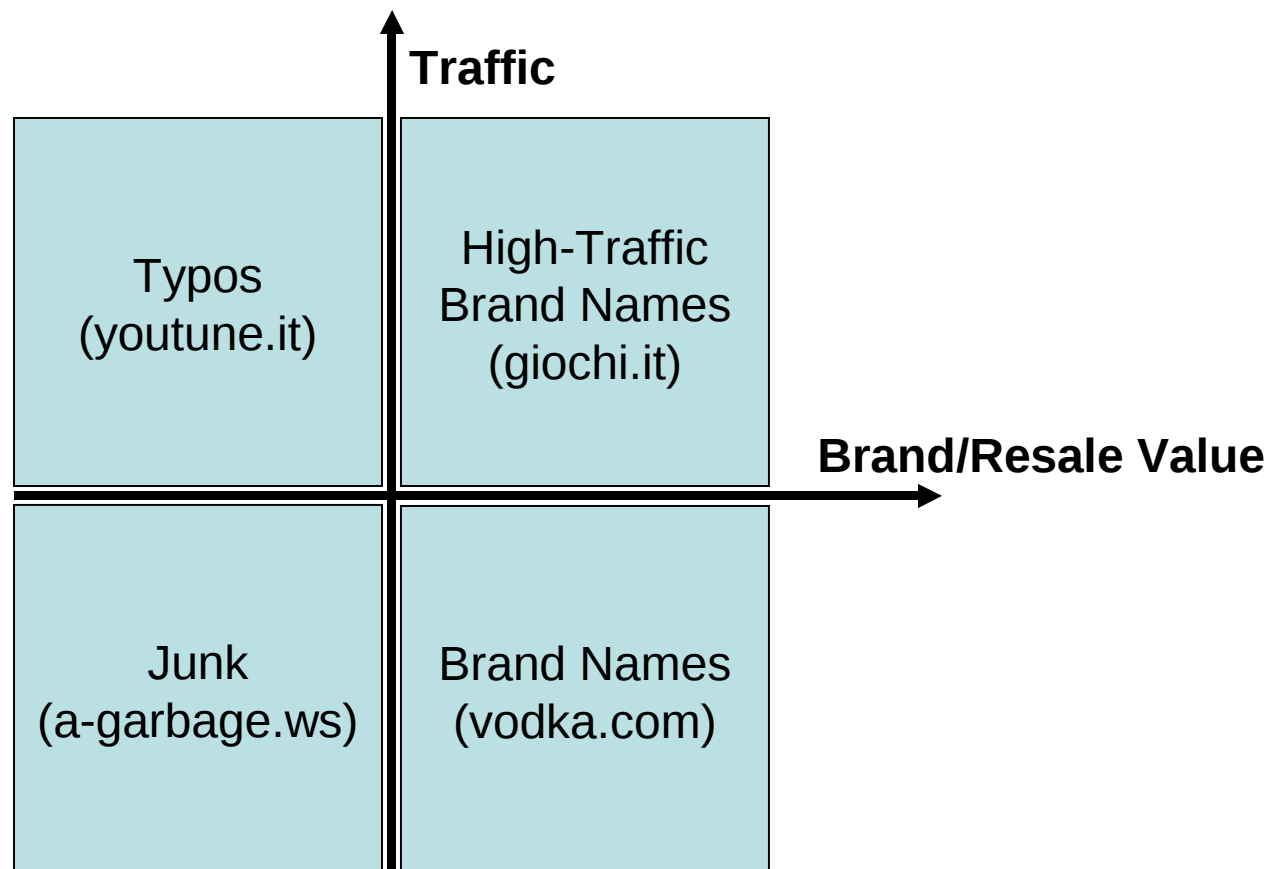 Traffic
Typos
(youtune.it)
High-Traffic
Brand Names
(giochi.it)
Brand/Resale Value
Junk
(a-garbage.ws)
Brand Names
(vodka.com)